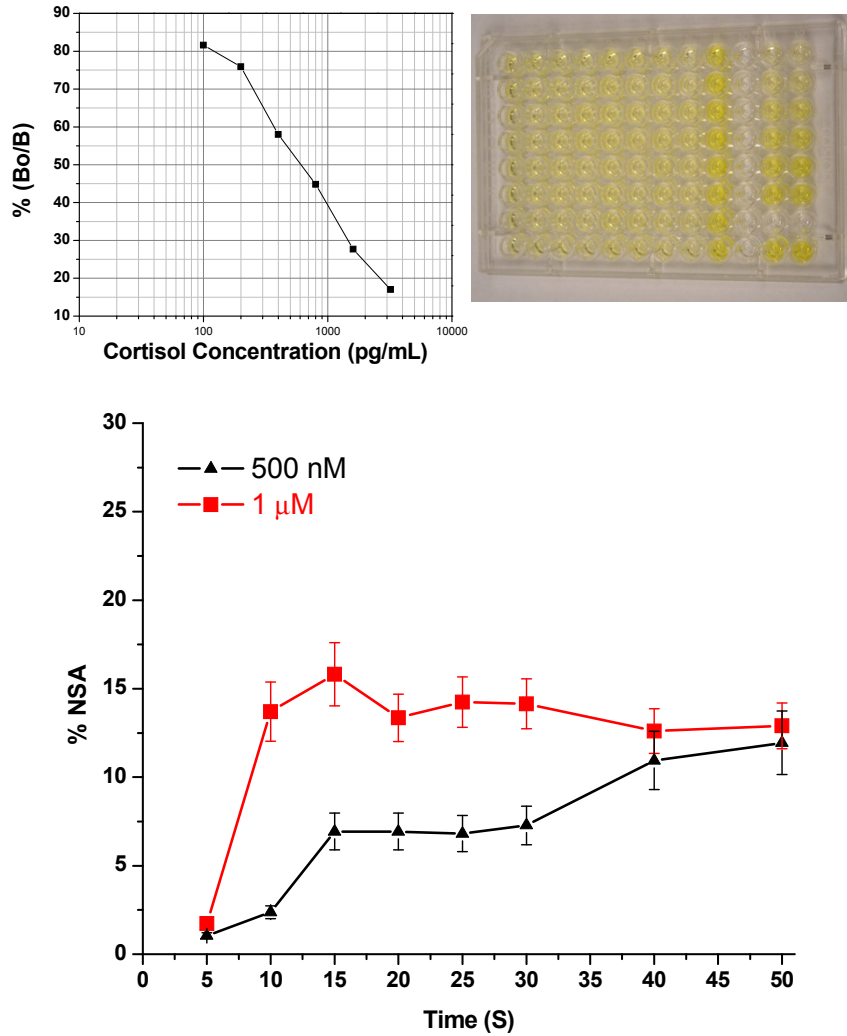 % (Bo/B)
90
80
70
60
50
40
30
20
10
10 100 1000 10000
Cortisol Concentration (pg/mL)
500 nM
1 μM
% NSA
30
25
20
15
10
5
0
0 5 10 15 20 25 30 35 40 45 50
Time (S)